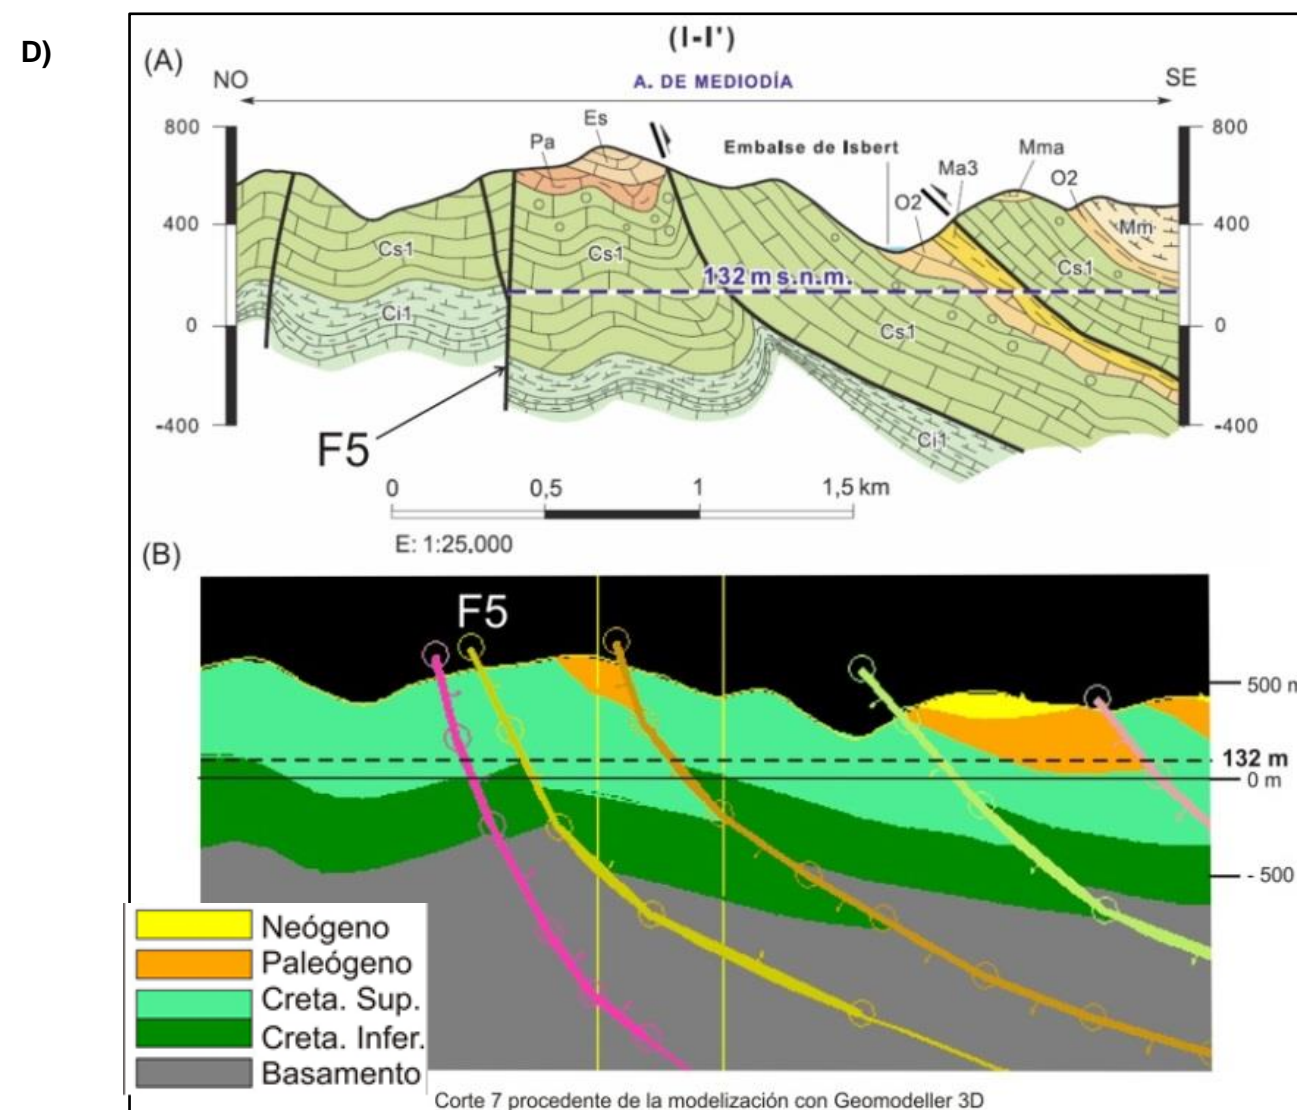 D)
(I-I')
(A)
NO
A. DE MEDIODÍA
SE
800
Es
Pa
Embalse de Isbert
Mma
Ma3
O2
O2
800
400
Cs1
Cs1
Mm
400
132 m s.n.m.
Cs1
Ci1
0
Cs1
0
-400
F5
Ci1
-400
0
0,5
1
1,5 km
E: 1:25.000
(B)
F5
500 m
132 m
0 m
- 500
Neógeno
Paleógeno
Creta. Sup.
Creta. Infer.
Basamento
Corte 7 procedente de la modelización con Geomodeller 3D